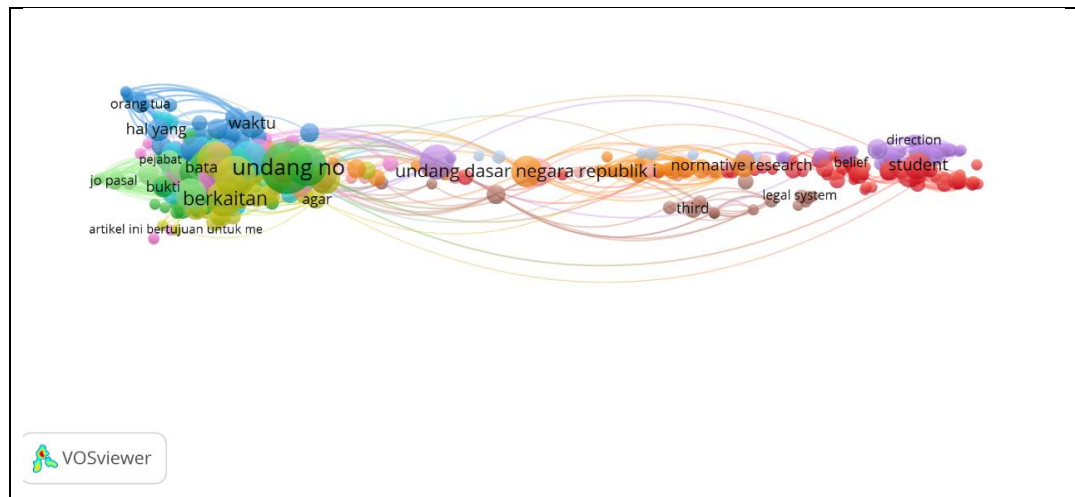 orang tua
hal yang
waktu
pejabat
bata
undang no
jo pasal
bukti
berkaitan
agar
artikel ini bertujuan untuk me
undang dasar negara republik i
normative research
third
legal system
belief
direction
student
VOSviewer